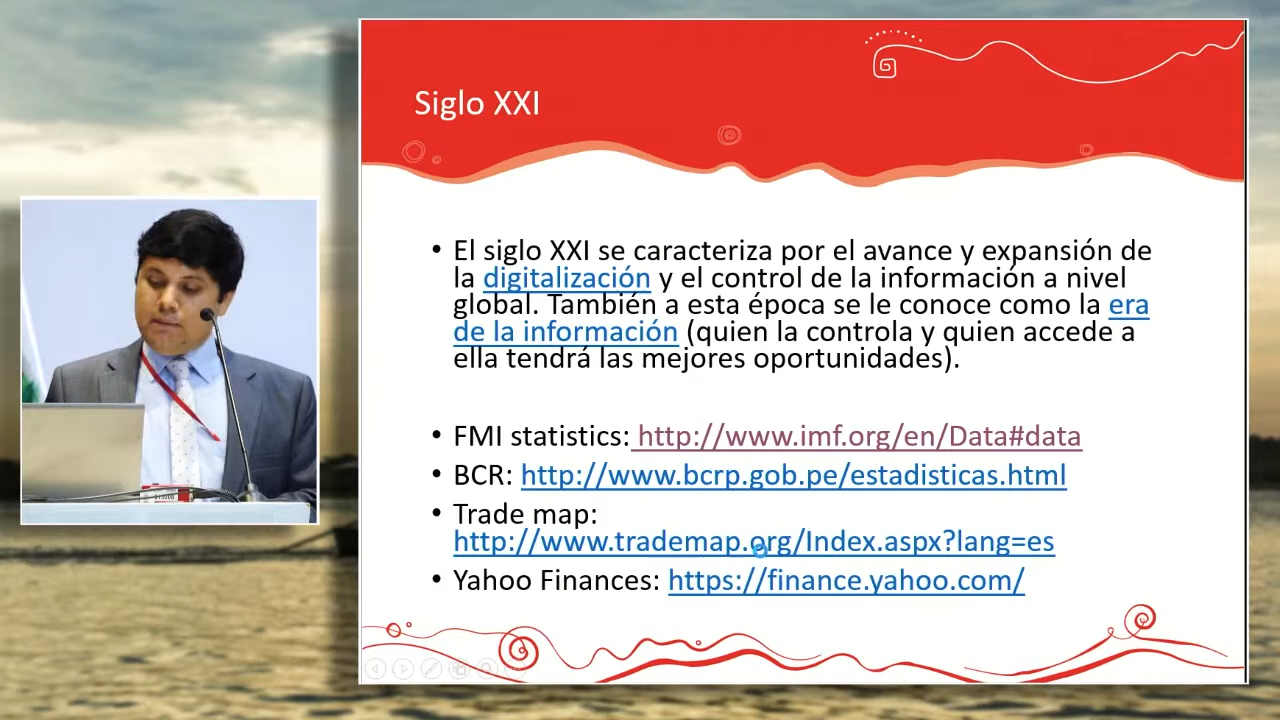 Siglo XXI
• El siglo XXI se caracteriza por el avance y expansión de
la digitalización y el control de la información a nivel
global. También a esta época se le conoce como la era
de la información (quien la controla y quien accede a
ella tendrá las mejores oportunidades).
• FMI statistics: http://www.imf.org/en/Data#data
• BCR: http://www.bcrp.gob.pe/estadisticas.html
• Trade map:
http://www.trademap.org/Index.aspx?lang=es
• Yahoo Finances: https://finance.yahoo.com/